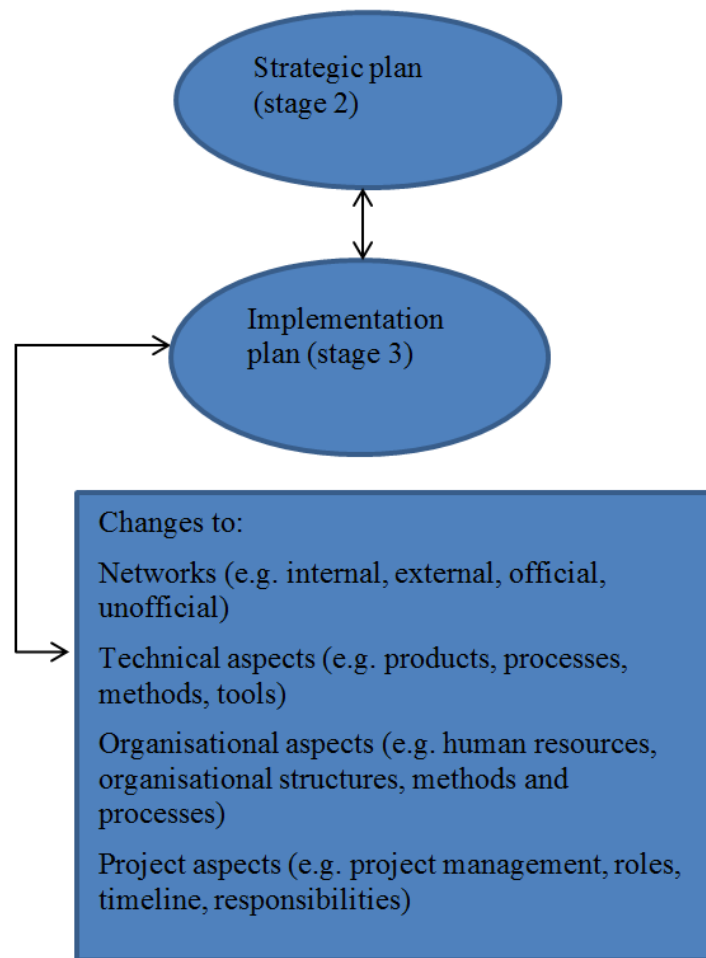 Strategic plan
(stage 2)
Implementation
plan (stage 3)
Changes to:
Networks (e.g. internal, external, official,
unofficial)
Technical aspects (e.g. products, processes,
methods, tools)
Organisational aspects (e.g. human resources,
organisational structures, methods and
processes)
Project aspects (e.g. project management, roles,
timeline, responsibilities)